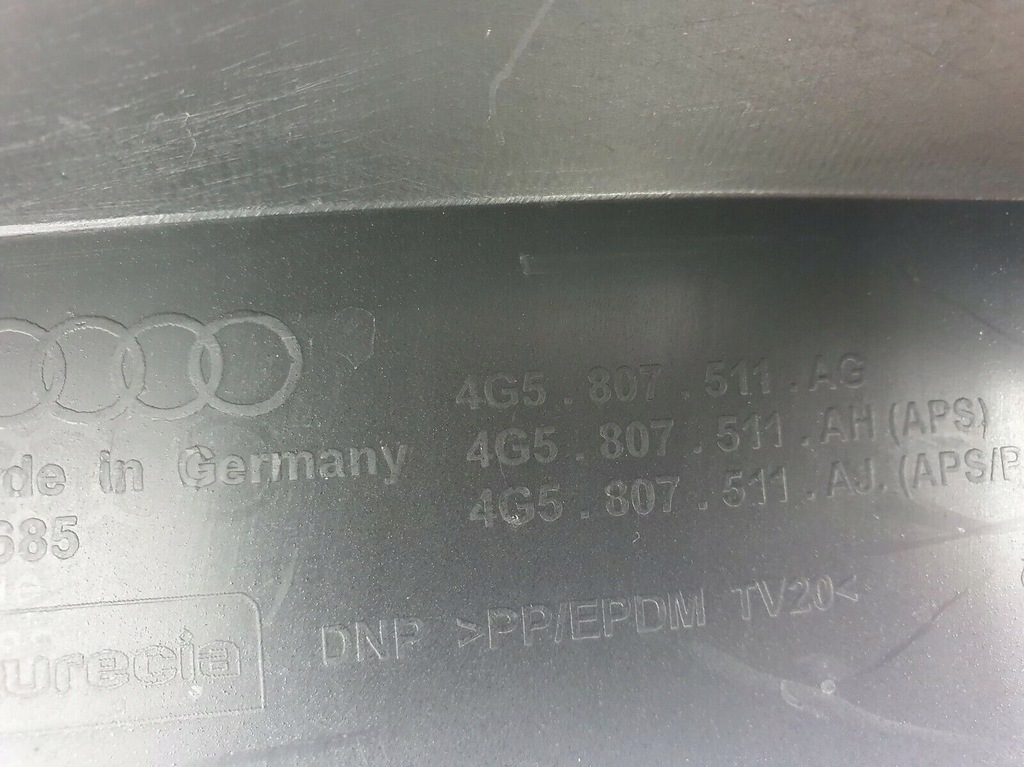 4G5 . 807 . 511 . AG
4G5 . 807 . 511 . AH (APS)
4G5 . 807 . 511 . AJ. (APS/P
de in Germany
685
urecia
DNP >PP/EPDM TV20<